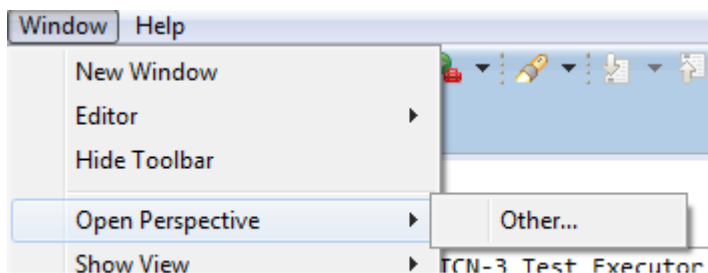 Window Help
New Window
Editor
Hide Toolbar
Open Perspective
Other...
Show View
TCN-3 Test Executor